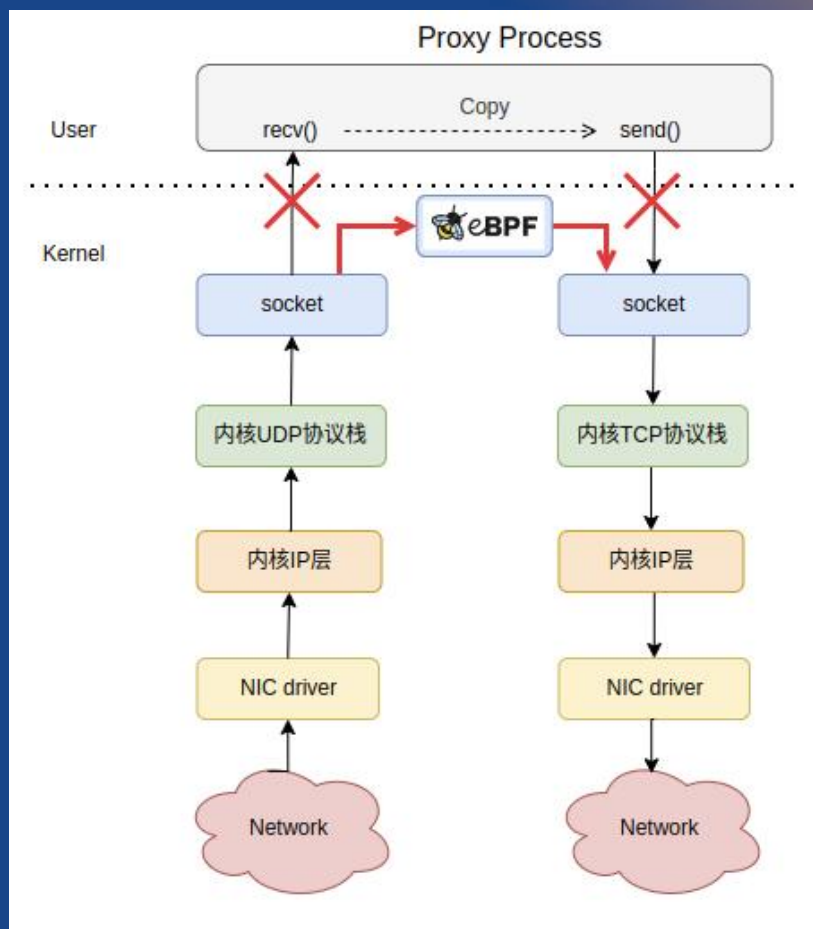 Proxy Process
Copy
User
recv()
send()
eBPF
Kernel
socket
socket
内核UDP协议栈
内核TCP协议栈
内核IP层
内核IP层
NIC driver
NIC driver
Network
Network